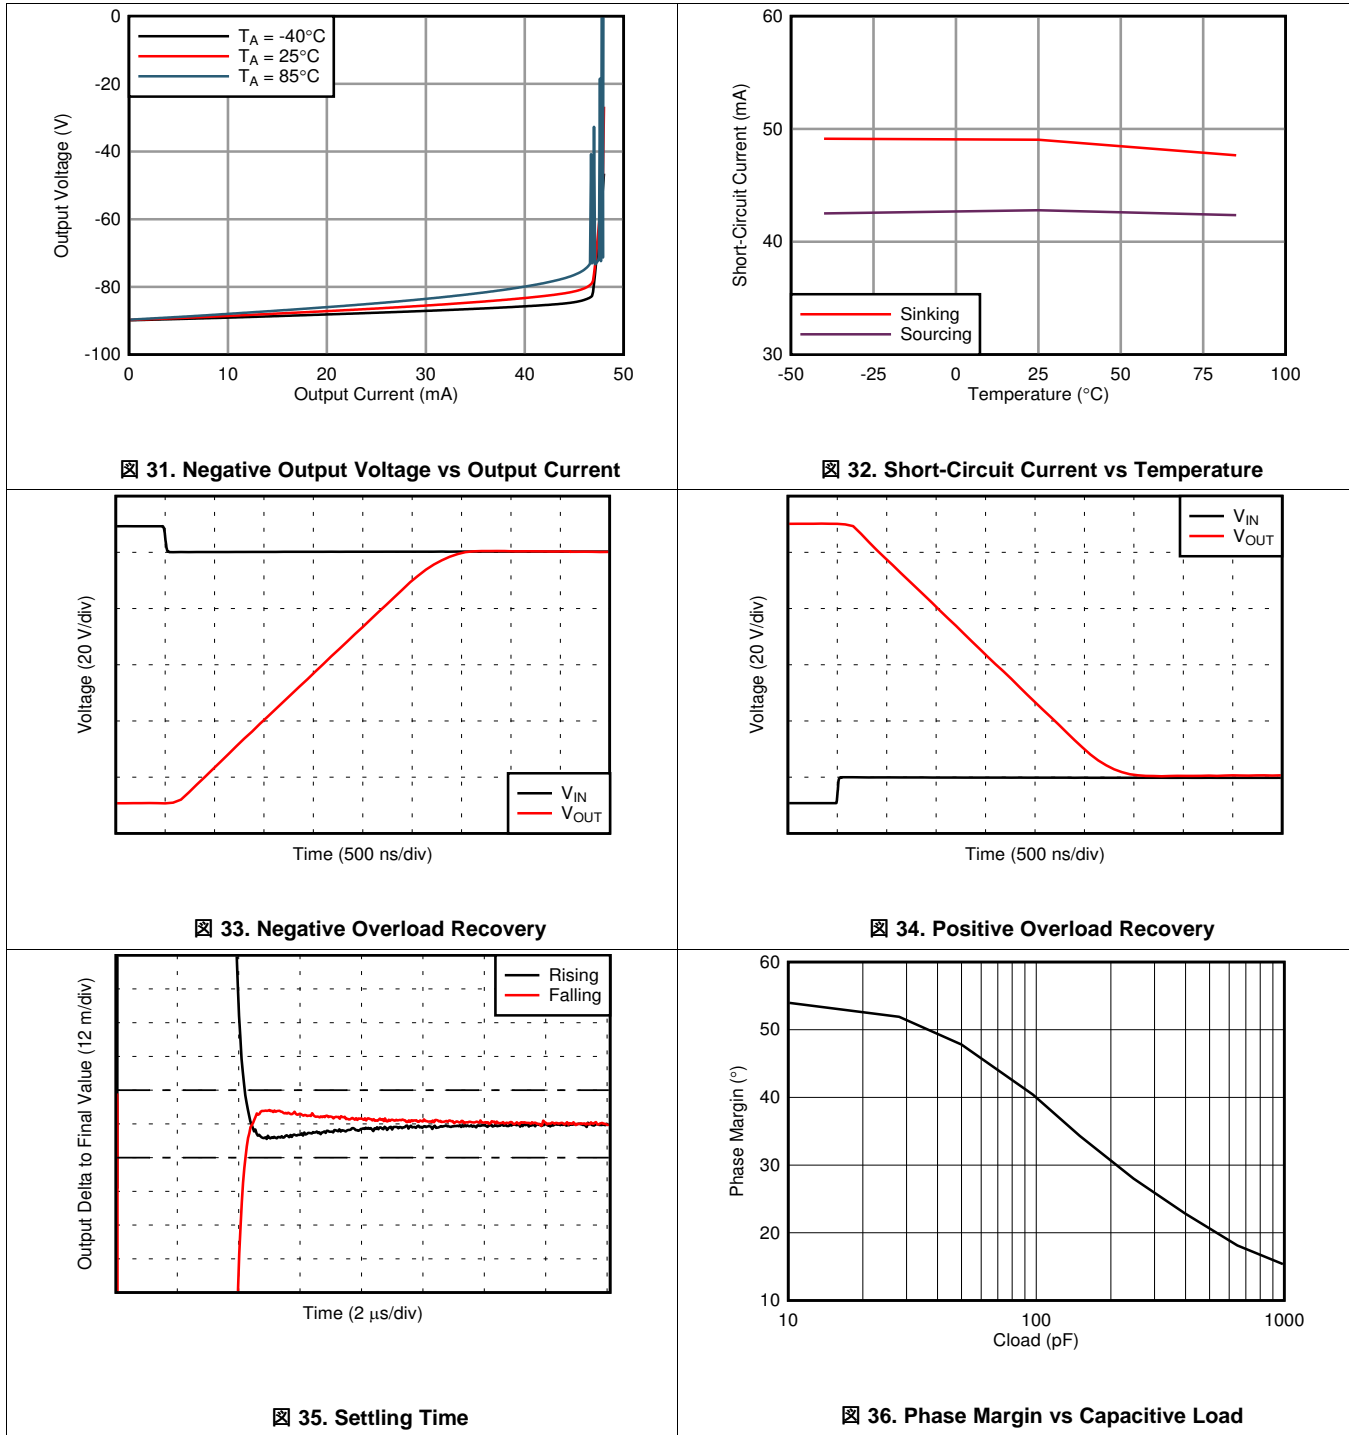 0
-20
-40
-60
-80
-100
0 10 20 30 40 50
Output Voltage (V)
Output Current (mA)
T_A = -40°C
T_A = 25°C
T_A = 85°C
図 31. Negative Output Voltage vs Output Current
60
50
40
30
-50 -25 0 25 50 75 100
Short-Circuit Current (mA)
Temperature (°C)
Sinking
Sourcing
図 32. Short-Circuit Current vs Temperature
Voltage (20 V/div)
Time (500 ns/div)
V_IN
V_OUT
図 33. Negative Overload Recovery
Voltage (20 V/div)
Time (500 ns/div)
V_IN
V_OUT
図 34. Positive Overload Recovery
Output Delta to Final Value (12 m/div)
Time (2 μs/div)
Rising
Falling
図 35. Settling Time
60
50
40
30
20
10
10 100 1000
Phase Margin (°)
Cload (pF)
図 36. Phase Margin vs Capacitive Load